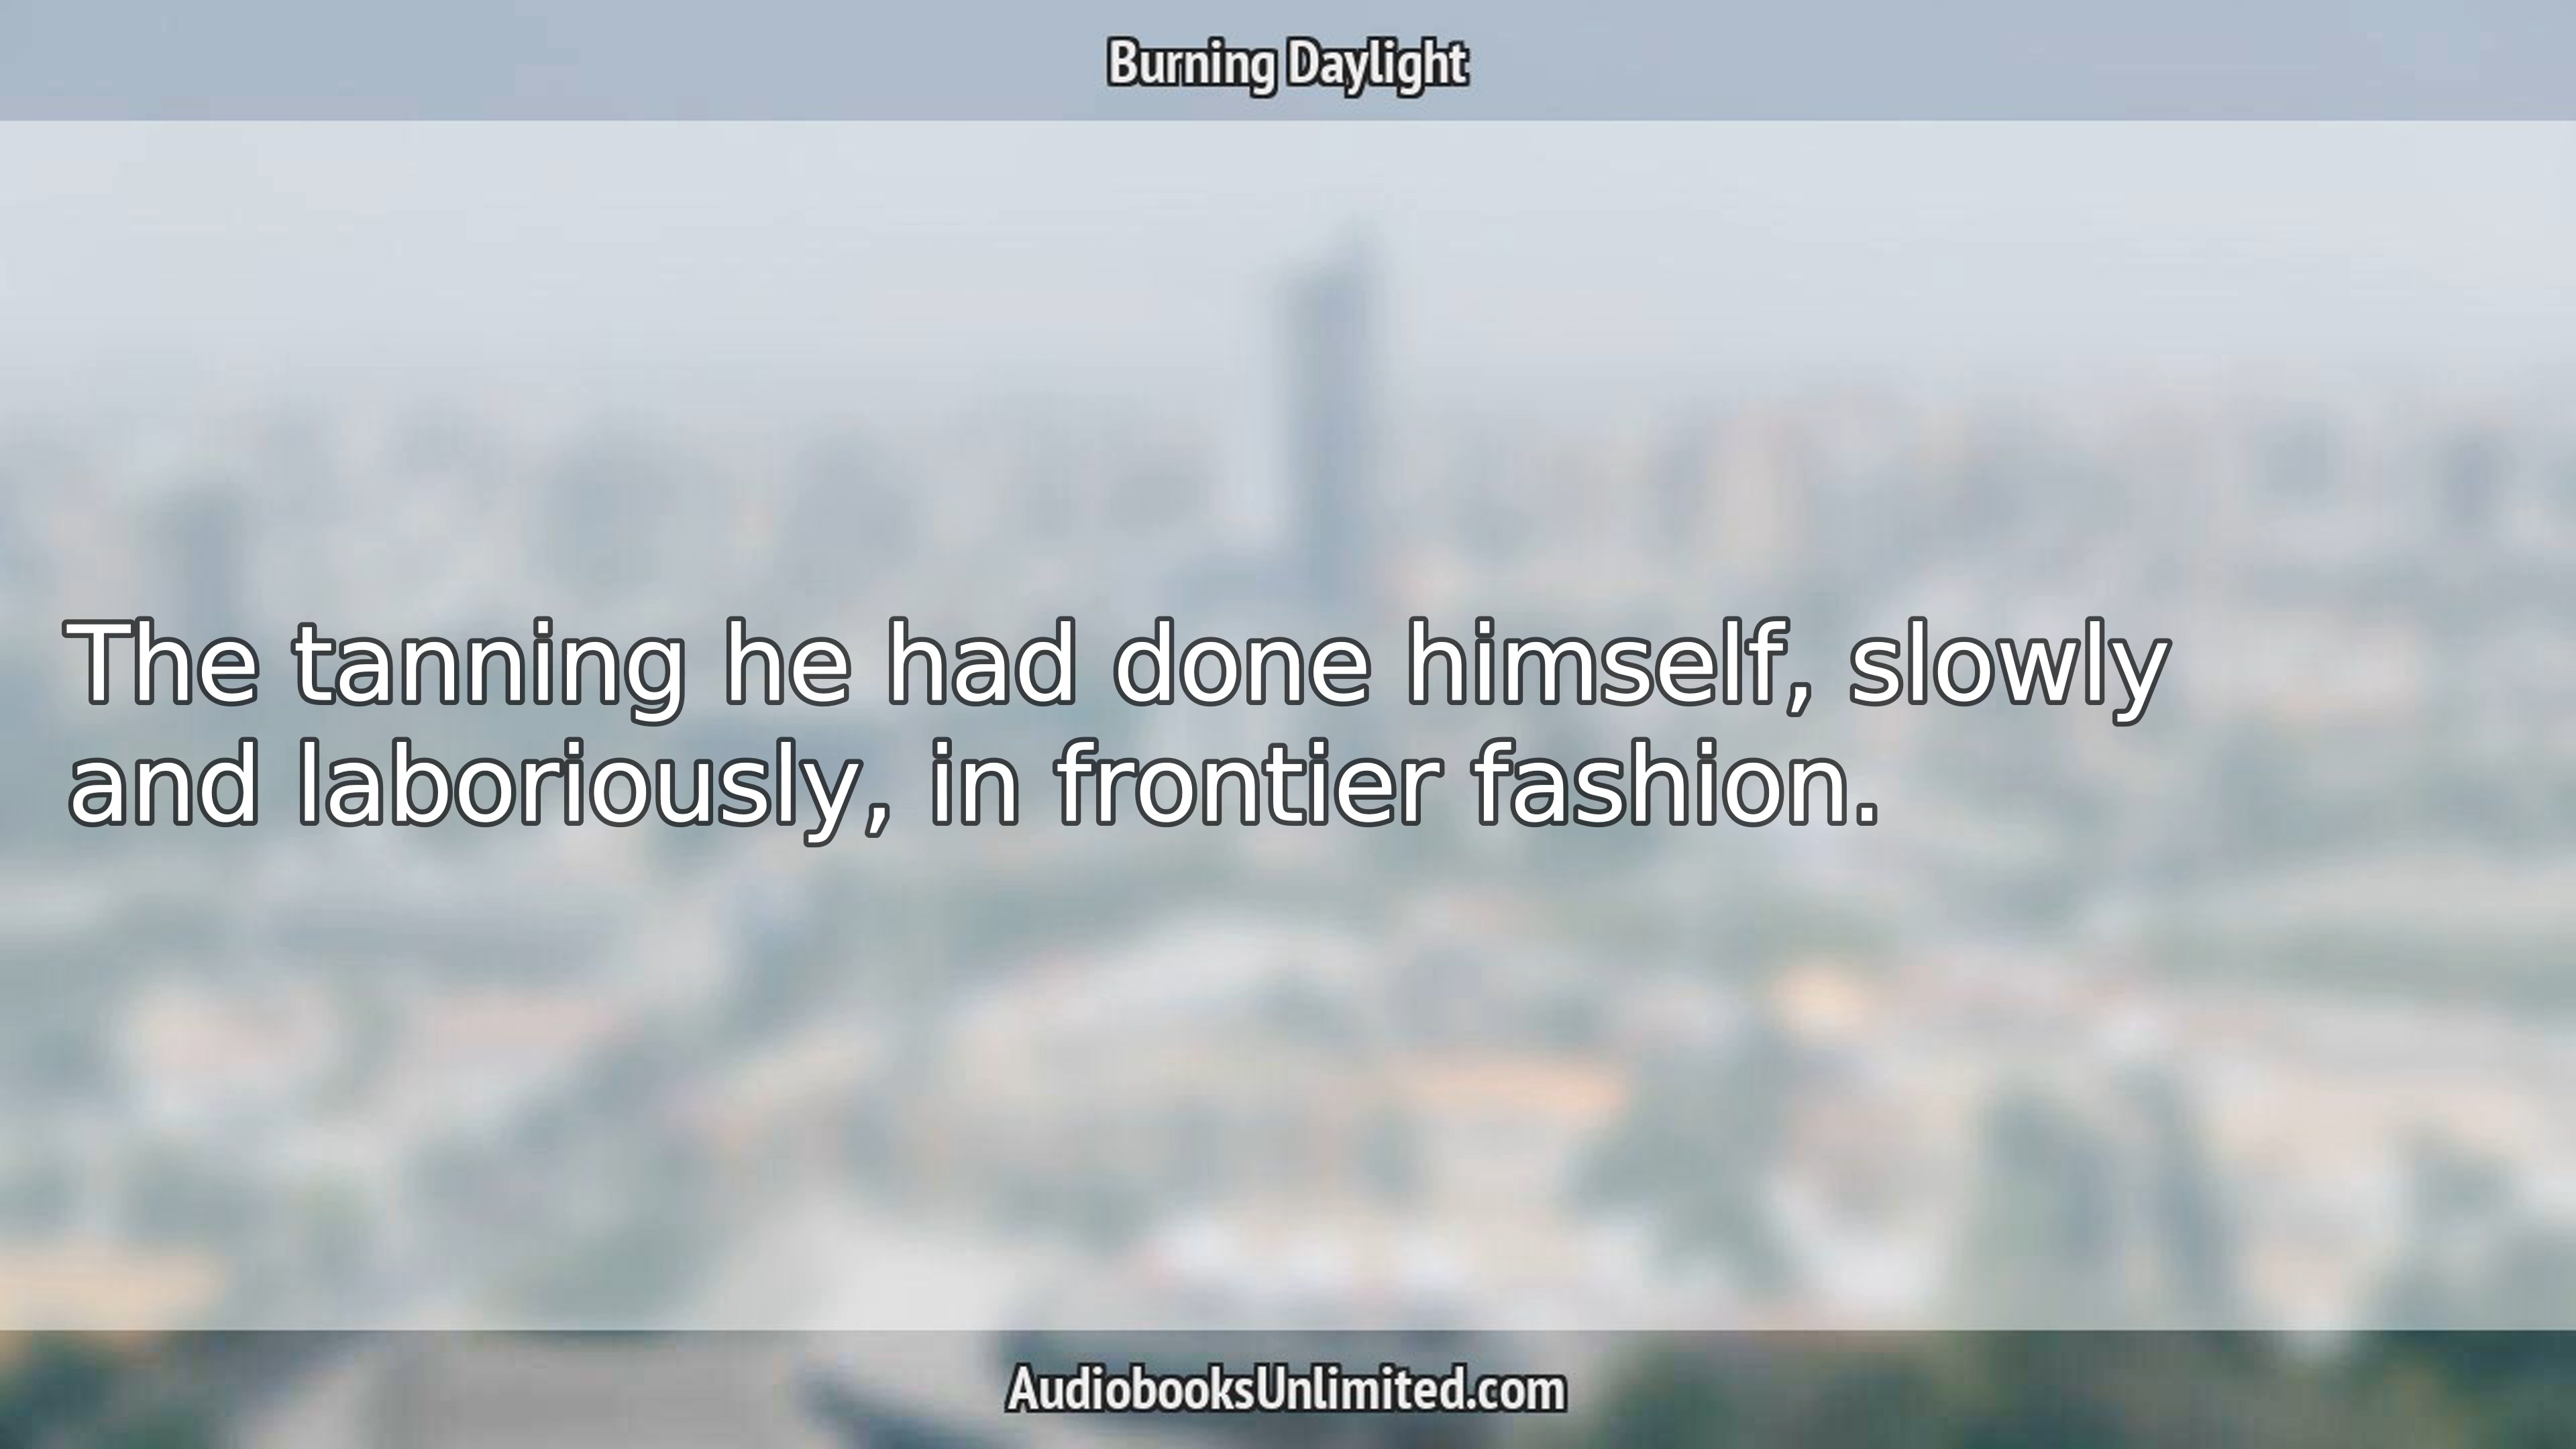 Burning Daylight
The tanning he had done himself, slowly
and laboriously, in frontier fashion.
AudiobooksUnlimited.com